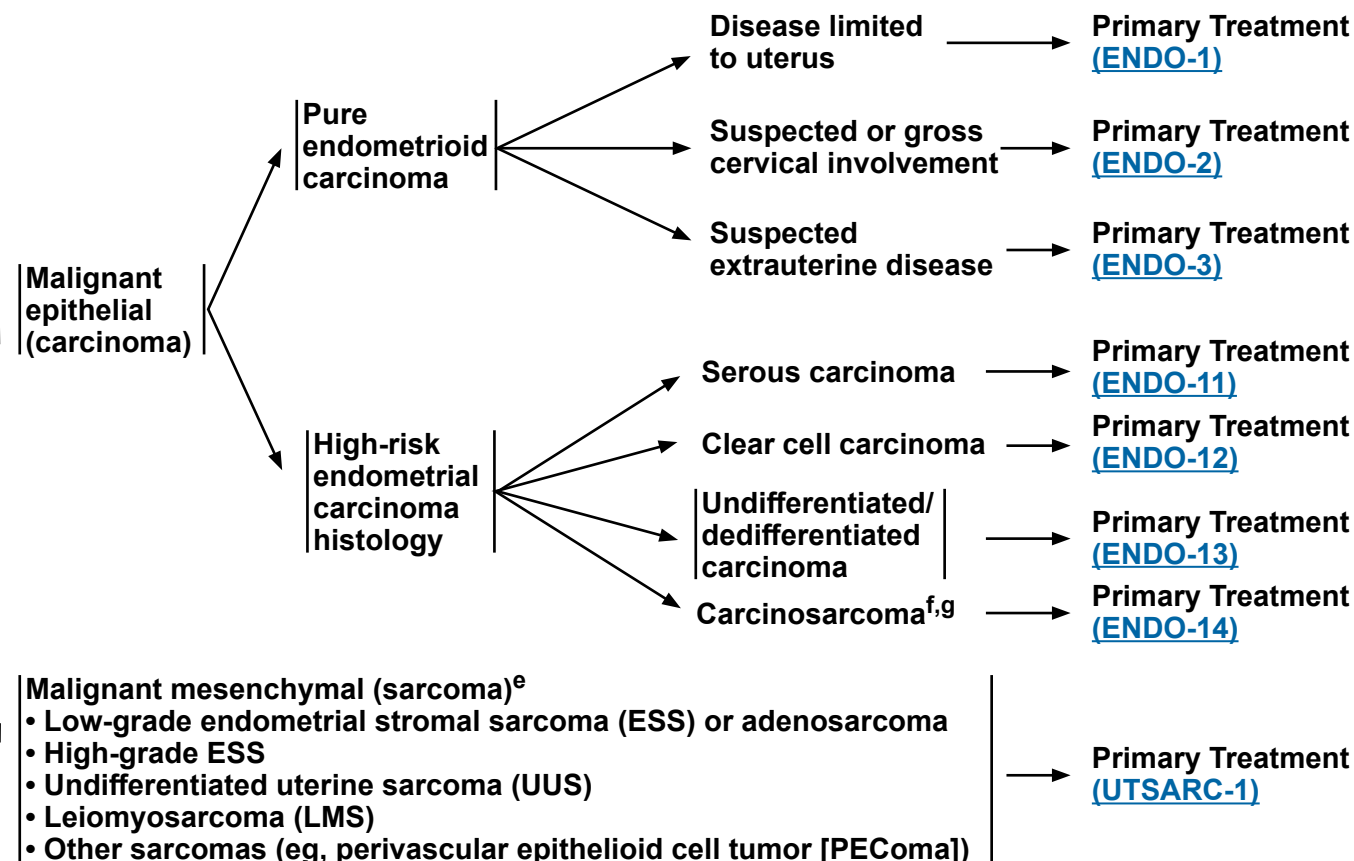 Disease limited
to uterus
Primary Treatment
(ENDO-1)
Pure
endometrioid
carcinoma
Suspected or gross
cervical involvement
Primary Treatment
(ENDO-2)
Suspected
extrauterine disease
Primary Treatment
(ENDO-3)
Malignant
epithelial
(carcinoma)
Serous carcinoma
Primary Treatment
(ENDO-11)
High-risk
endometrial
carcinoma
histology
Clear cell carcinoma
Primary Treatment
(ENDO-12)
Undifferentiated/
dedifferentiated
carcinoma
Primary Treatment
(ENDO-13)
Carcinosarcomaf,g
Primary Treatment
(ENDO-14)
Malignant mesenchymal (sarcoma)e
• Low-grade endometrial stromal sarcoma (ESS) or adenosarcoma
• High-grade ESS
• Undifferentiated uterine sarcoma (UUS)
• Leiomyosarcoma (LMS)
• Other sarcomas (eg, perivascular epithelioid cell tumor [PEComa])
Primary Treatment
(UTSARC-1)